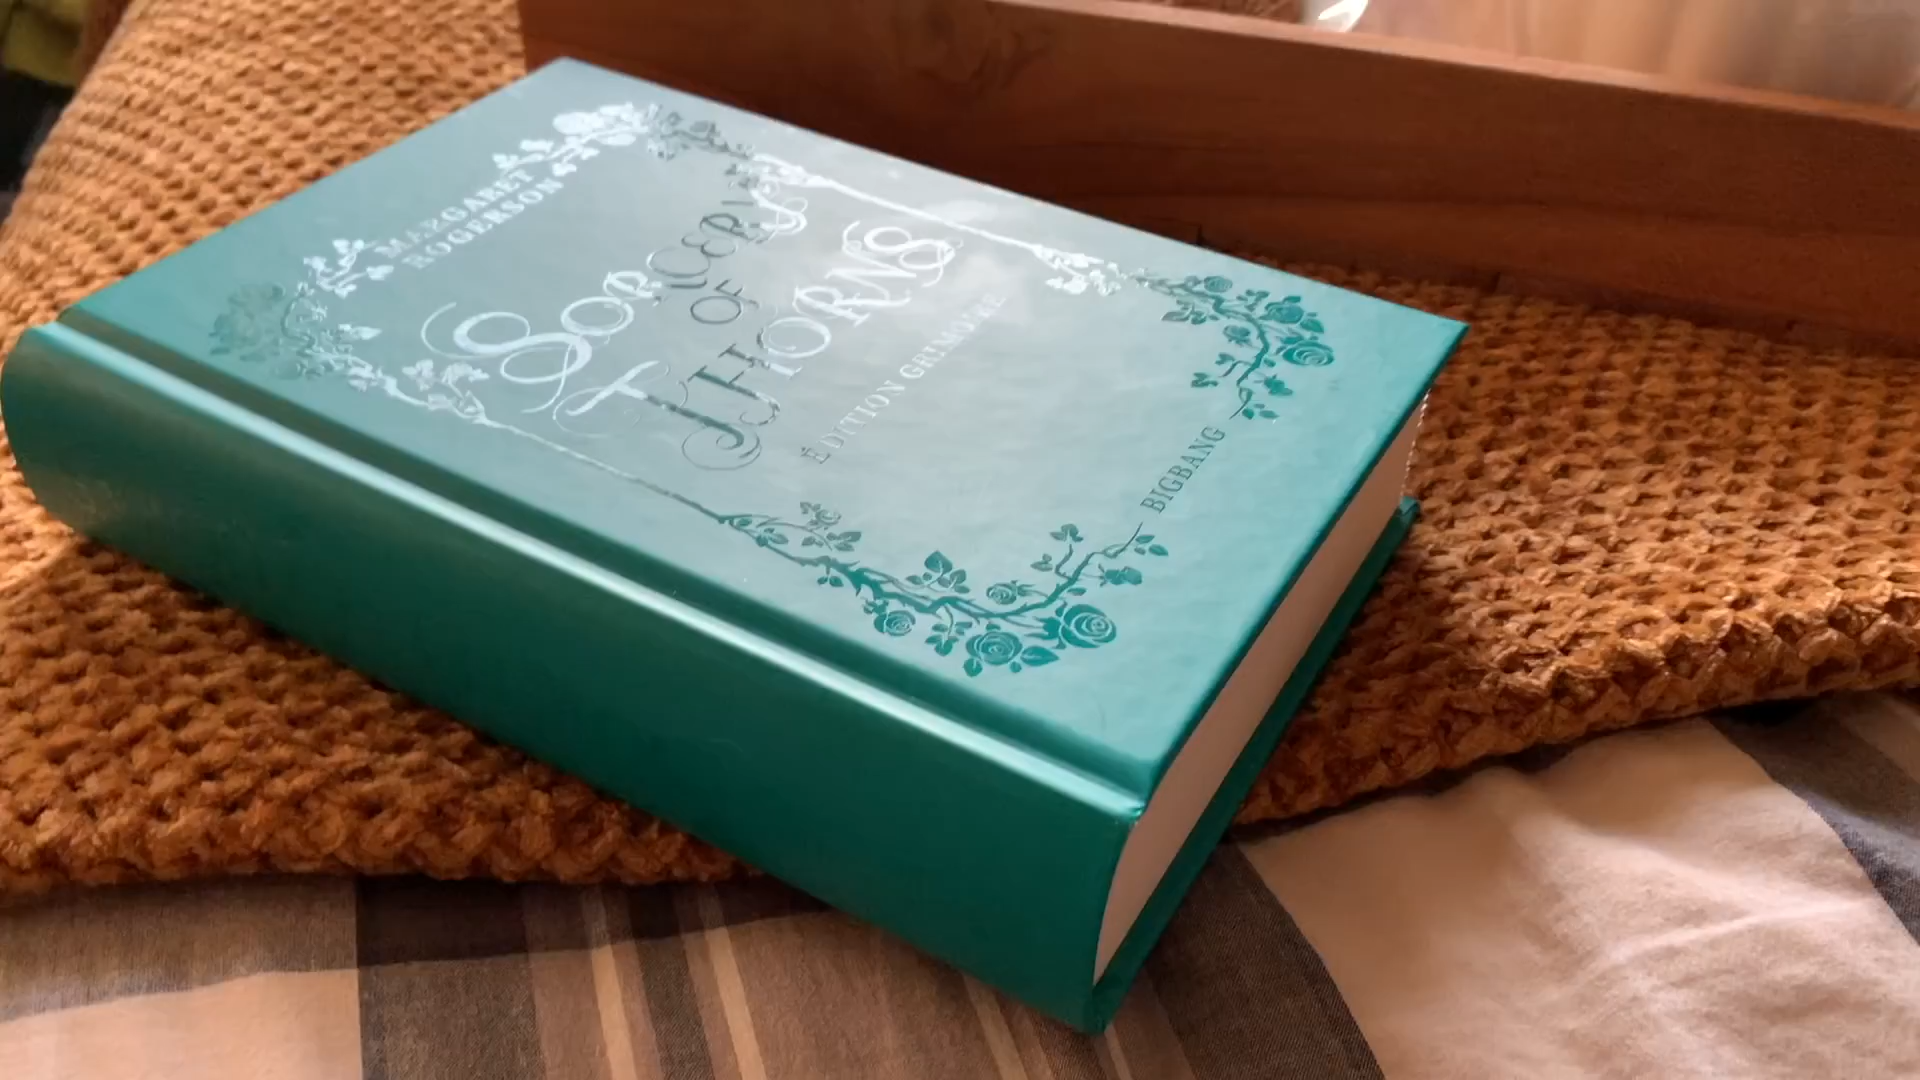 MARGARET
ROGERSON
SORCERY
OF
THORNS
ÉDITION GRIMOIRE
BIGBANG